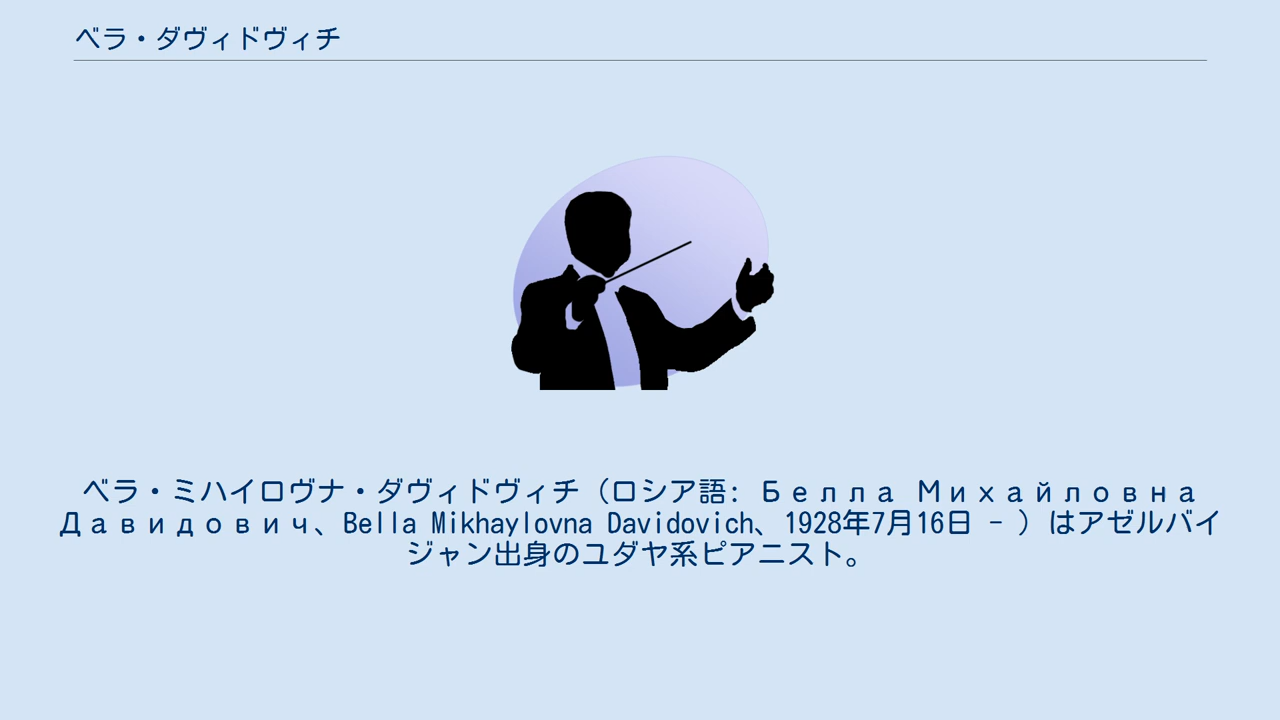 ベラ・ダヴィドヴィチ
ベラ・ミハイロヴナ・ダヴィドヴィチ（ロシア語: Белла Михайловна
Давидович、Bella Mikhaylovna Davidovich、1928年7月16日 - ）はアゼルバイ
ジャン出身のユダヤ系ピアニスト。